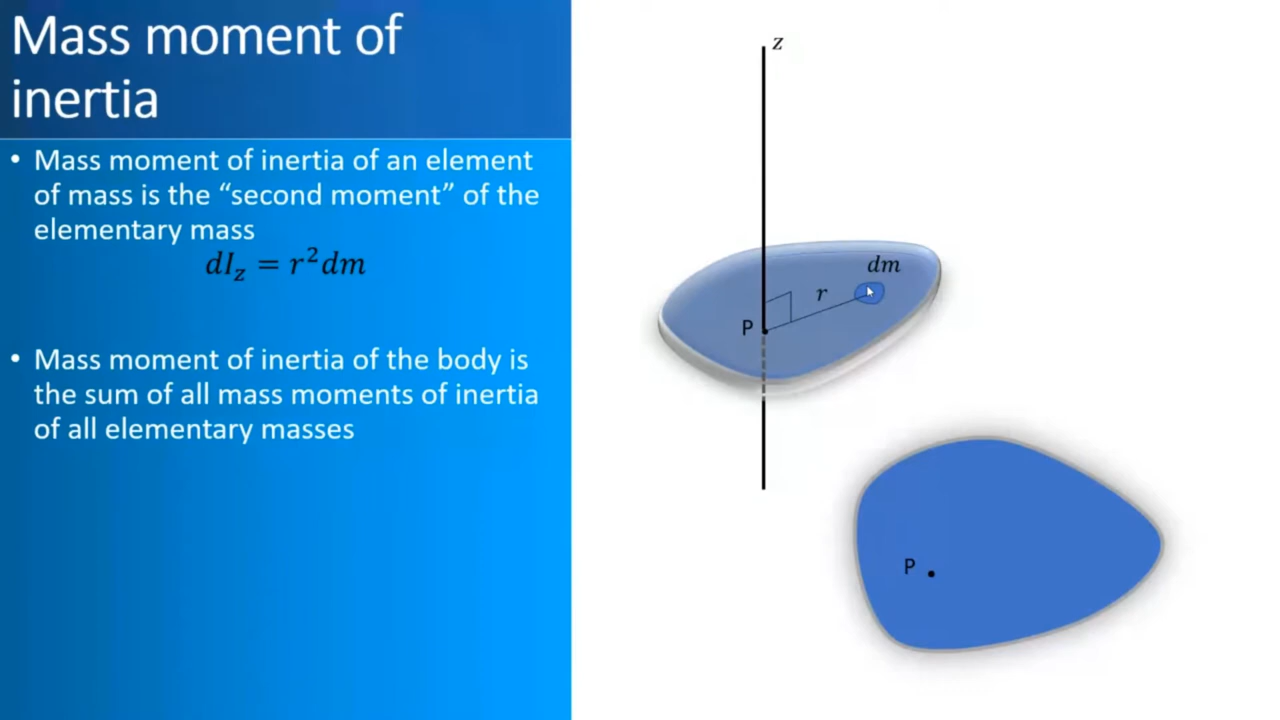 Mass moment of
inertia
• Mass moment of inertia of an element
of mass is the “second moment” of the
elementary mass
dI_z = r²dm
• Mass moment of inertia of the body is
the sum of all mass moments of inertia
of all elementary masses
z
dm
r
P
P